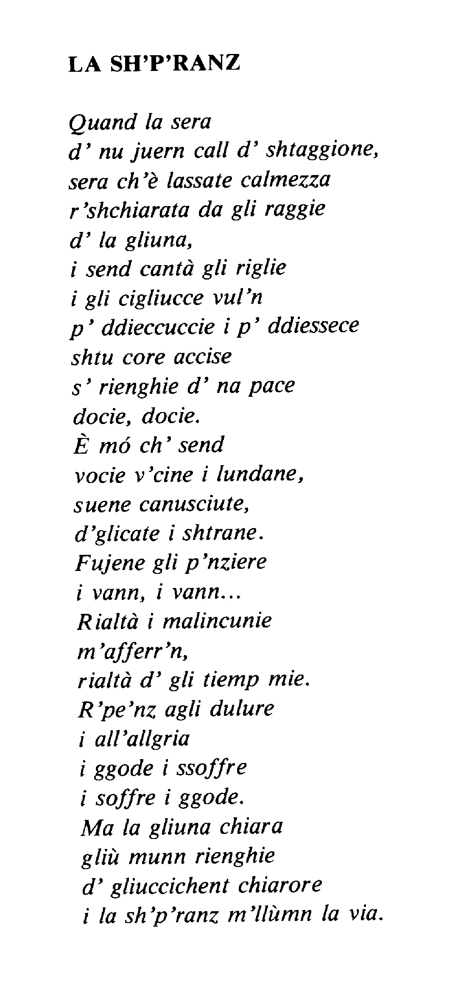 LA SH’P’RANZ
Quand la sera
d’ nu juern call d’ shtaggione,
sera ch’è lassate calmezza
r’shchiarata da gli raggie
d’ la gliuna,
i send cantà gli riglie
i gli cigliucce vul’n
p’ ddieccuccie i p’ ddiessece
shtu core accise
s’ rienghie d’ na pace
docie, docie.
È mó ch’ send
vocie v’cine i lundane,
suene canusciute,
d’glicate i shtrane.
Fujene gli p’nziere
i vann, i vann...
Rialtà i malincunie
m’afferr’n,
rialtà d’ gli tiemp mie.
R’pe’nz agli dulure
i all’allgria
i ggode i ssoffre
i soffre i ggode.
Ma la gliuna chiara
gliù munn rienghie
d’ gliuccichent chiarore
i la sh’p’ranz m’llùmn la via.